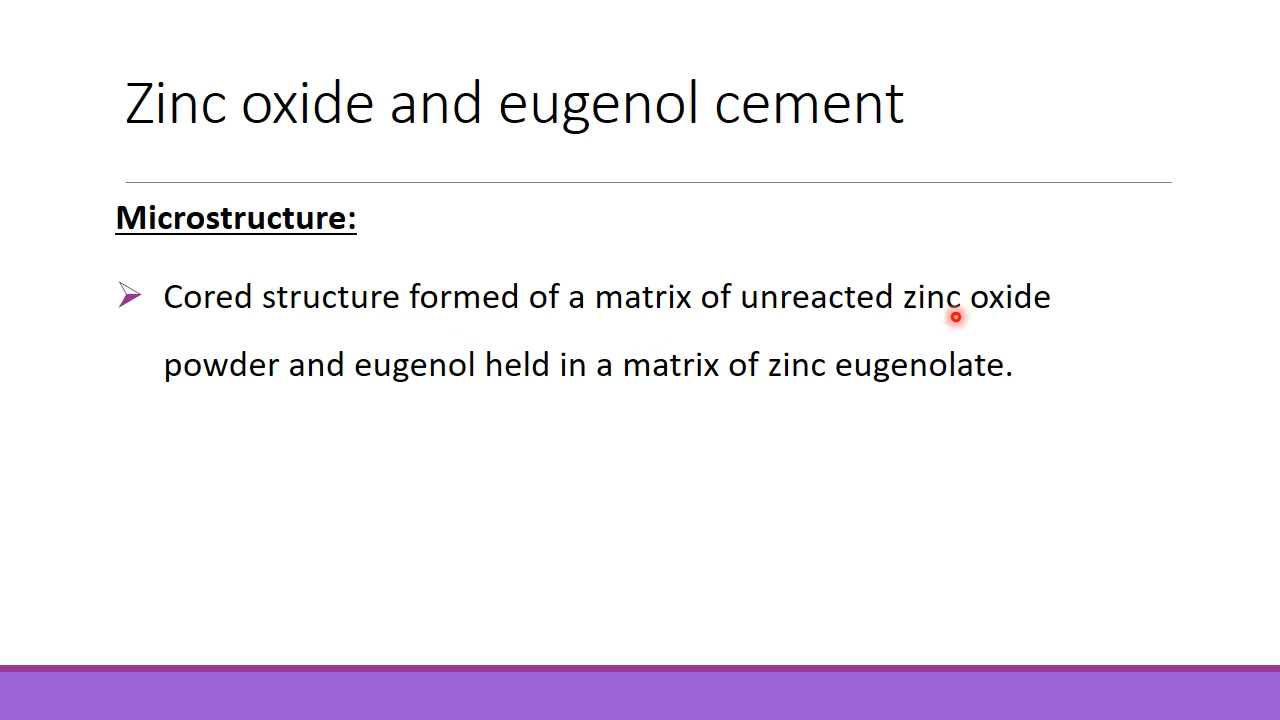 Zinc oxide and eugenol cement
Microstructure:
Cored structure formed of a matrix of unreacted zinc oxide
powder and eugenol held in a matrix of zinc eugenolate.